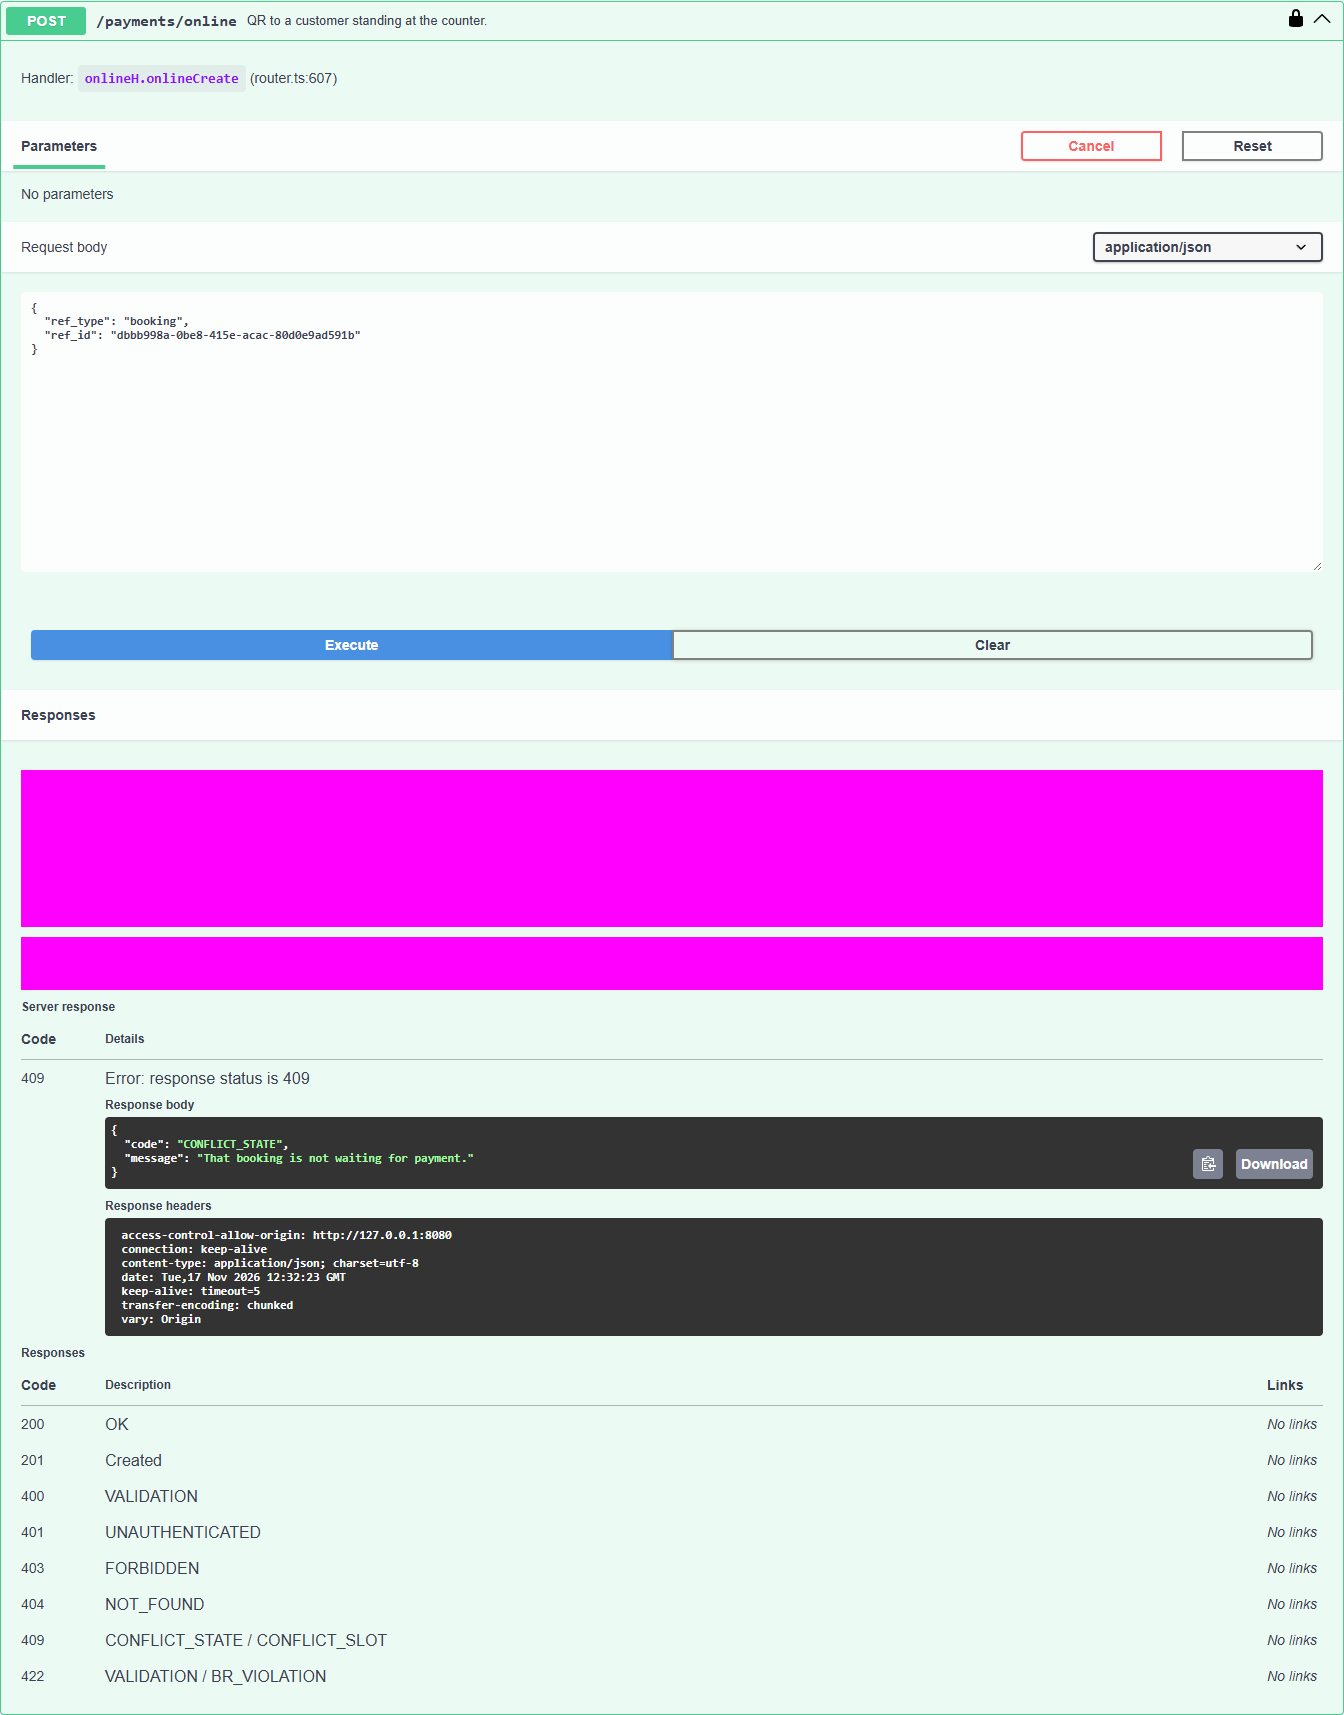 POST /payments/online QR to a customer standing at the counter.
Handler: onlineH.onlineCreate (router.ts:607)
Parameters
Cancel
Reset
No parameters
Request body
application/json
{
  "ref_type": "booking",
  "ref_id": "dbbb998a-0be8-415e-acac-80d0e9ad591b"
}
Execute
Clear
Responses
Server response
Code Details
409 Error: response status is 409
Response body
{
  "code": "CONFLICT_STATE",
  "message": "That booking is not waiting for payment."
}
Download
Response headers
access-control-allow-origin: http://127.0.0.1:8080
connection: keep-alive
content-type: application/json; charset=utf-8
date: Tue,17 Nov 2026 12:32:23 GMT
keep-alive: timeout=5
transfer-encoding: chunked
vary: Origin
Responses
Code Description Links
200 OK No links
201 Created No links
400 VALIDATION No links
401 UNAUTHENTICATED No links
403 FORBIDDEN No links
404 NOT_FOUND No links
409 CONFLICT_STATE / CONFLICT_SLOT No links
422 VALIDATION / BR_VIOLATION No links